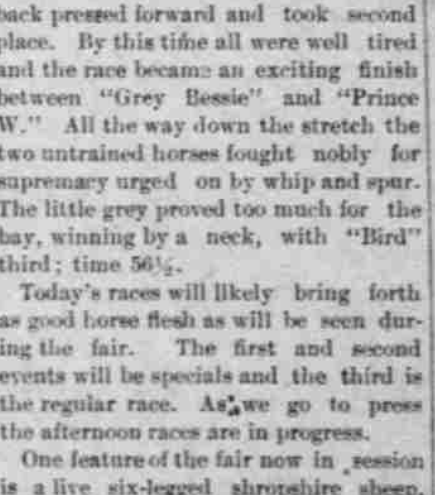 back pressed forward and took second
place. By this time all were well tired
and the race became an exciting finish
between "Grey Bessie" and "Prince
W." All the way down the stretch the
two untrained horses fought nobly for
supremacy urged on by whip and spur.
The little grey proved too much for the
bay, winning by a neck, with "Bird"
third; time 56½.
Today's races will likely bring forth
as good horse flesh as will be seen dur-
ing the fair. The first and second
events will be specials and the third is
the regular race. As we go to press
the afternoon races are in progress.
One feature of the fair now in session
is a live six-legged shropshire sheep,